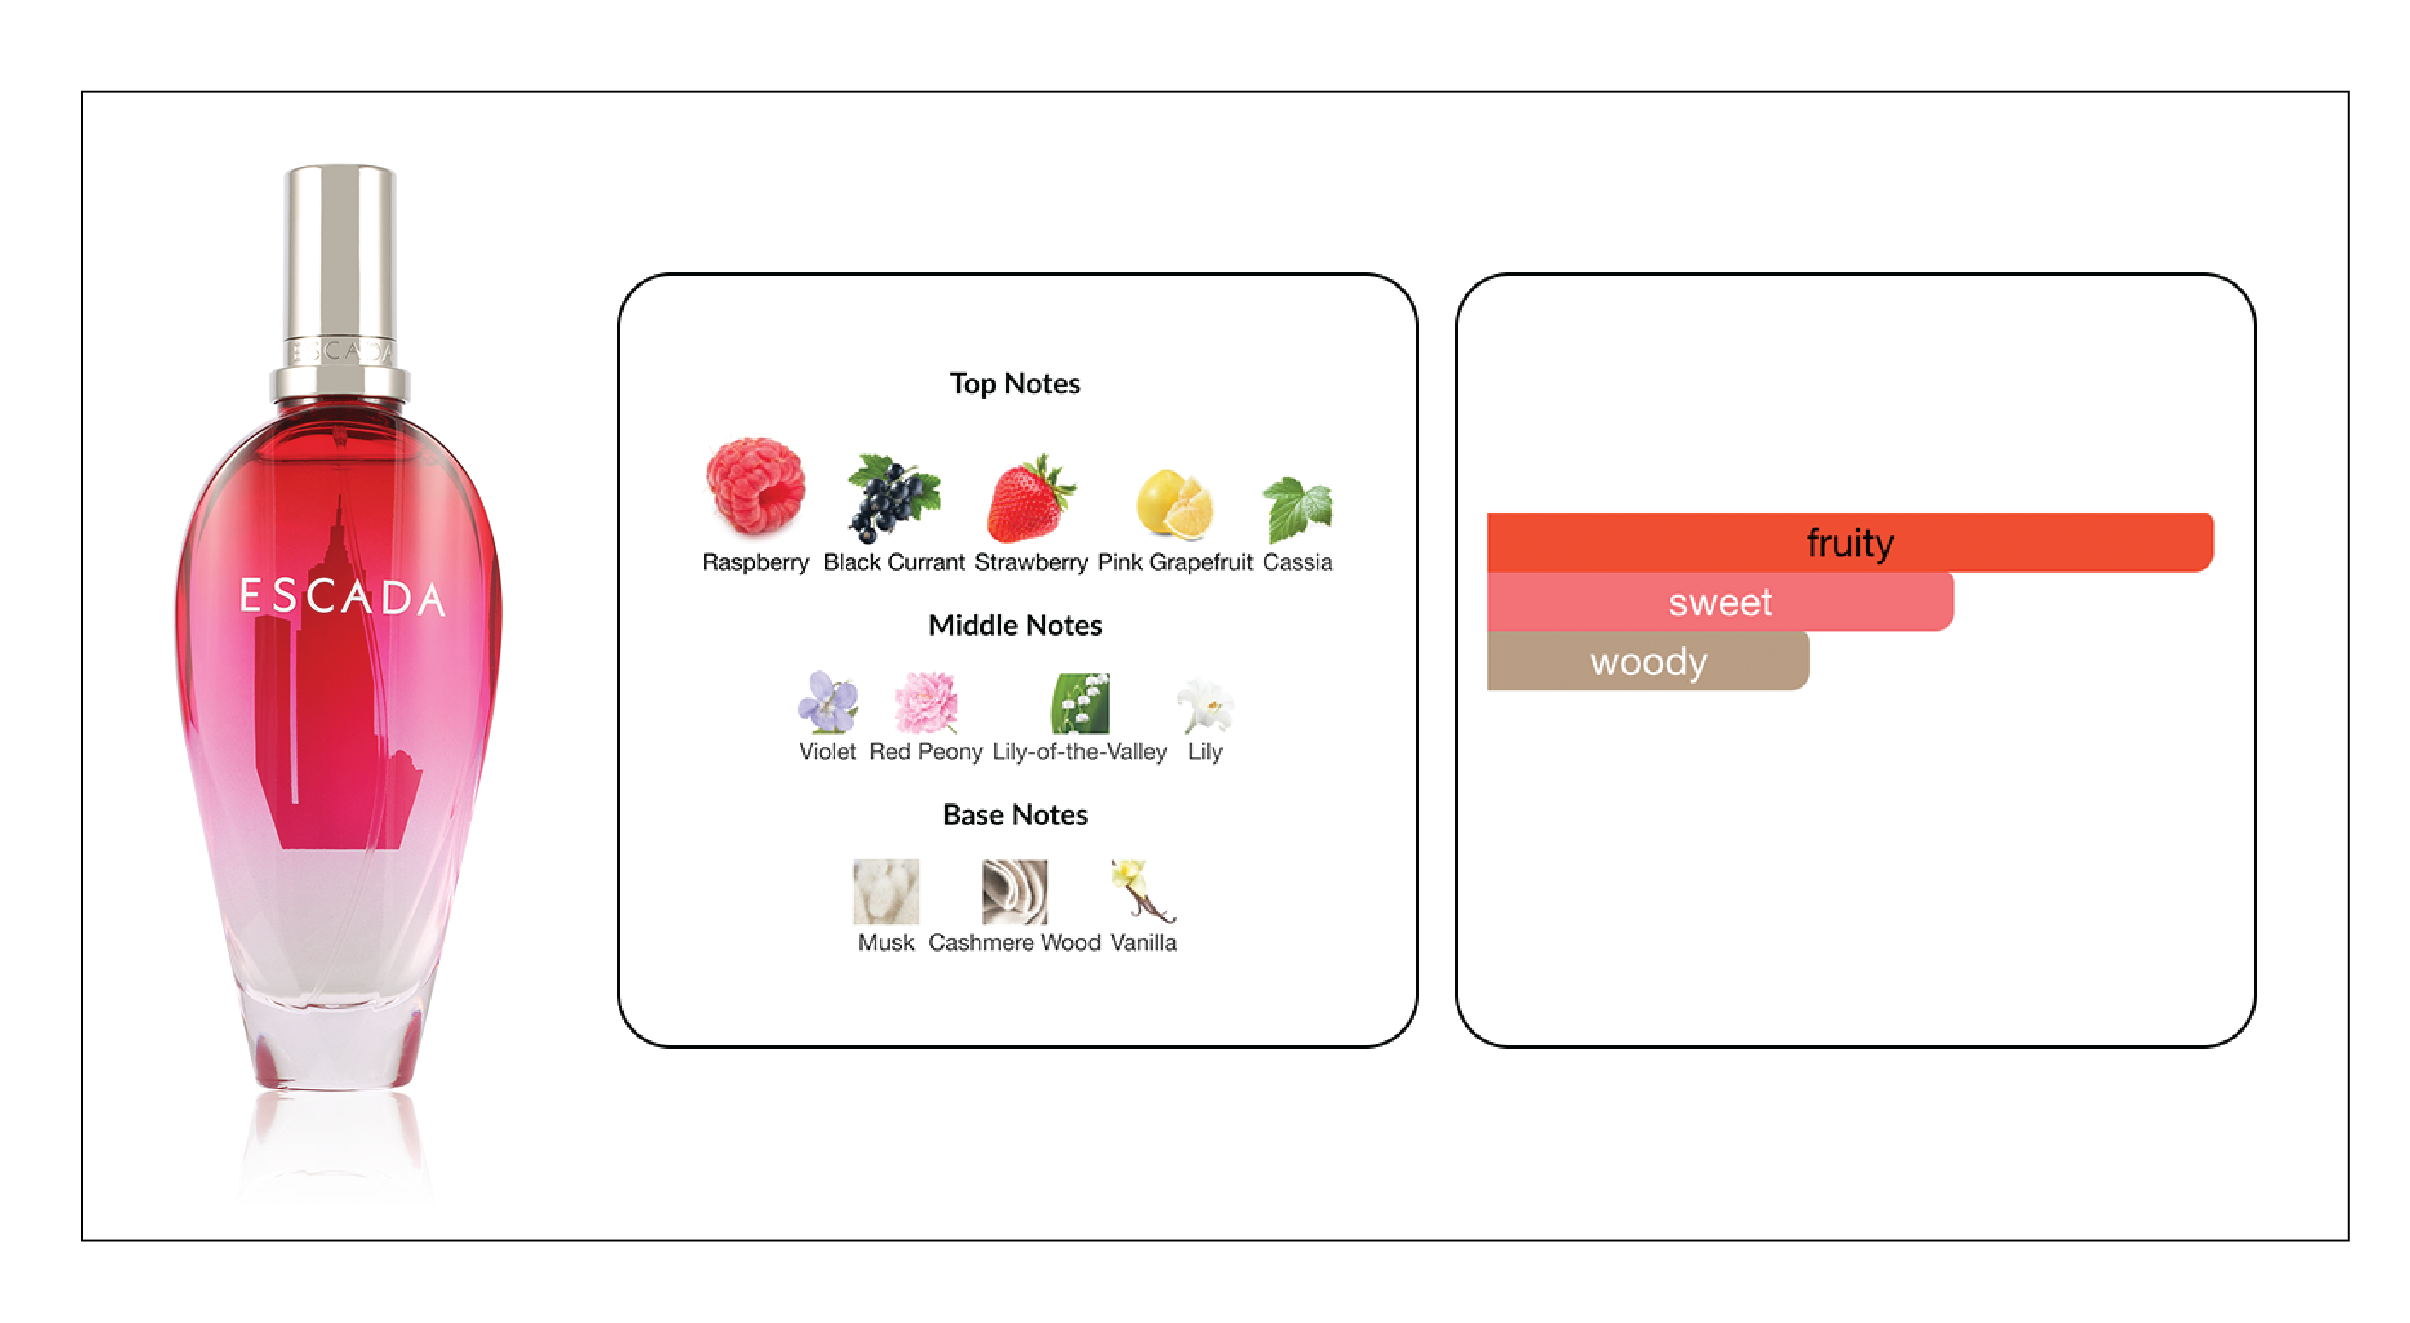 ESCADA
ESCADA
Top Notes
Raspberry Black Currant Strawberry Pink Grapefruit Cassia
Middle Notes
Violet Red Peony Lily-of-the-Valley Lily
Base Notes
Musk Cashmere Wood Vanilla
fruity
sweet
woody